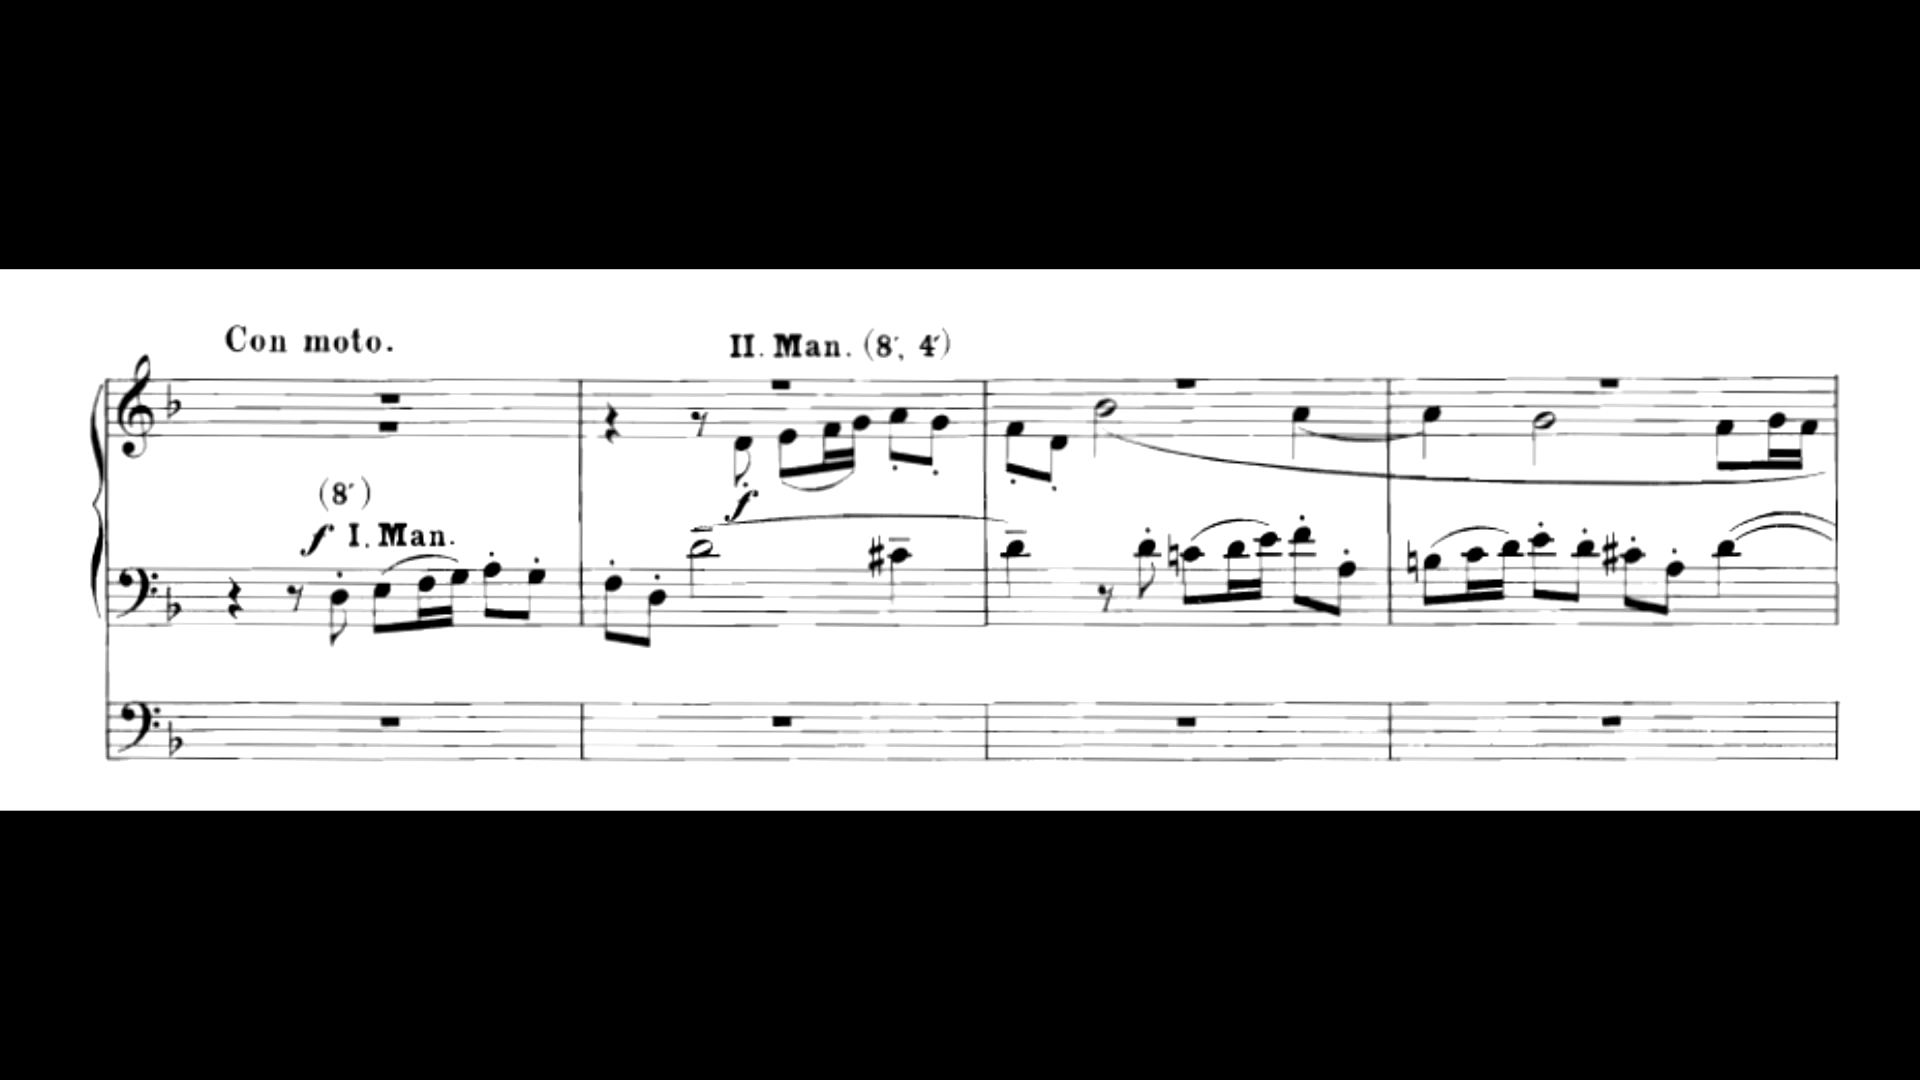 Con moto.
II. Man. (8', 4')
(8')
f I. Man.
f